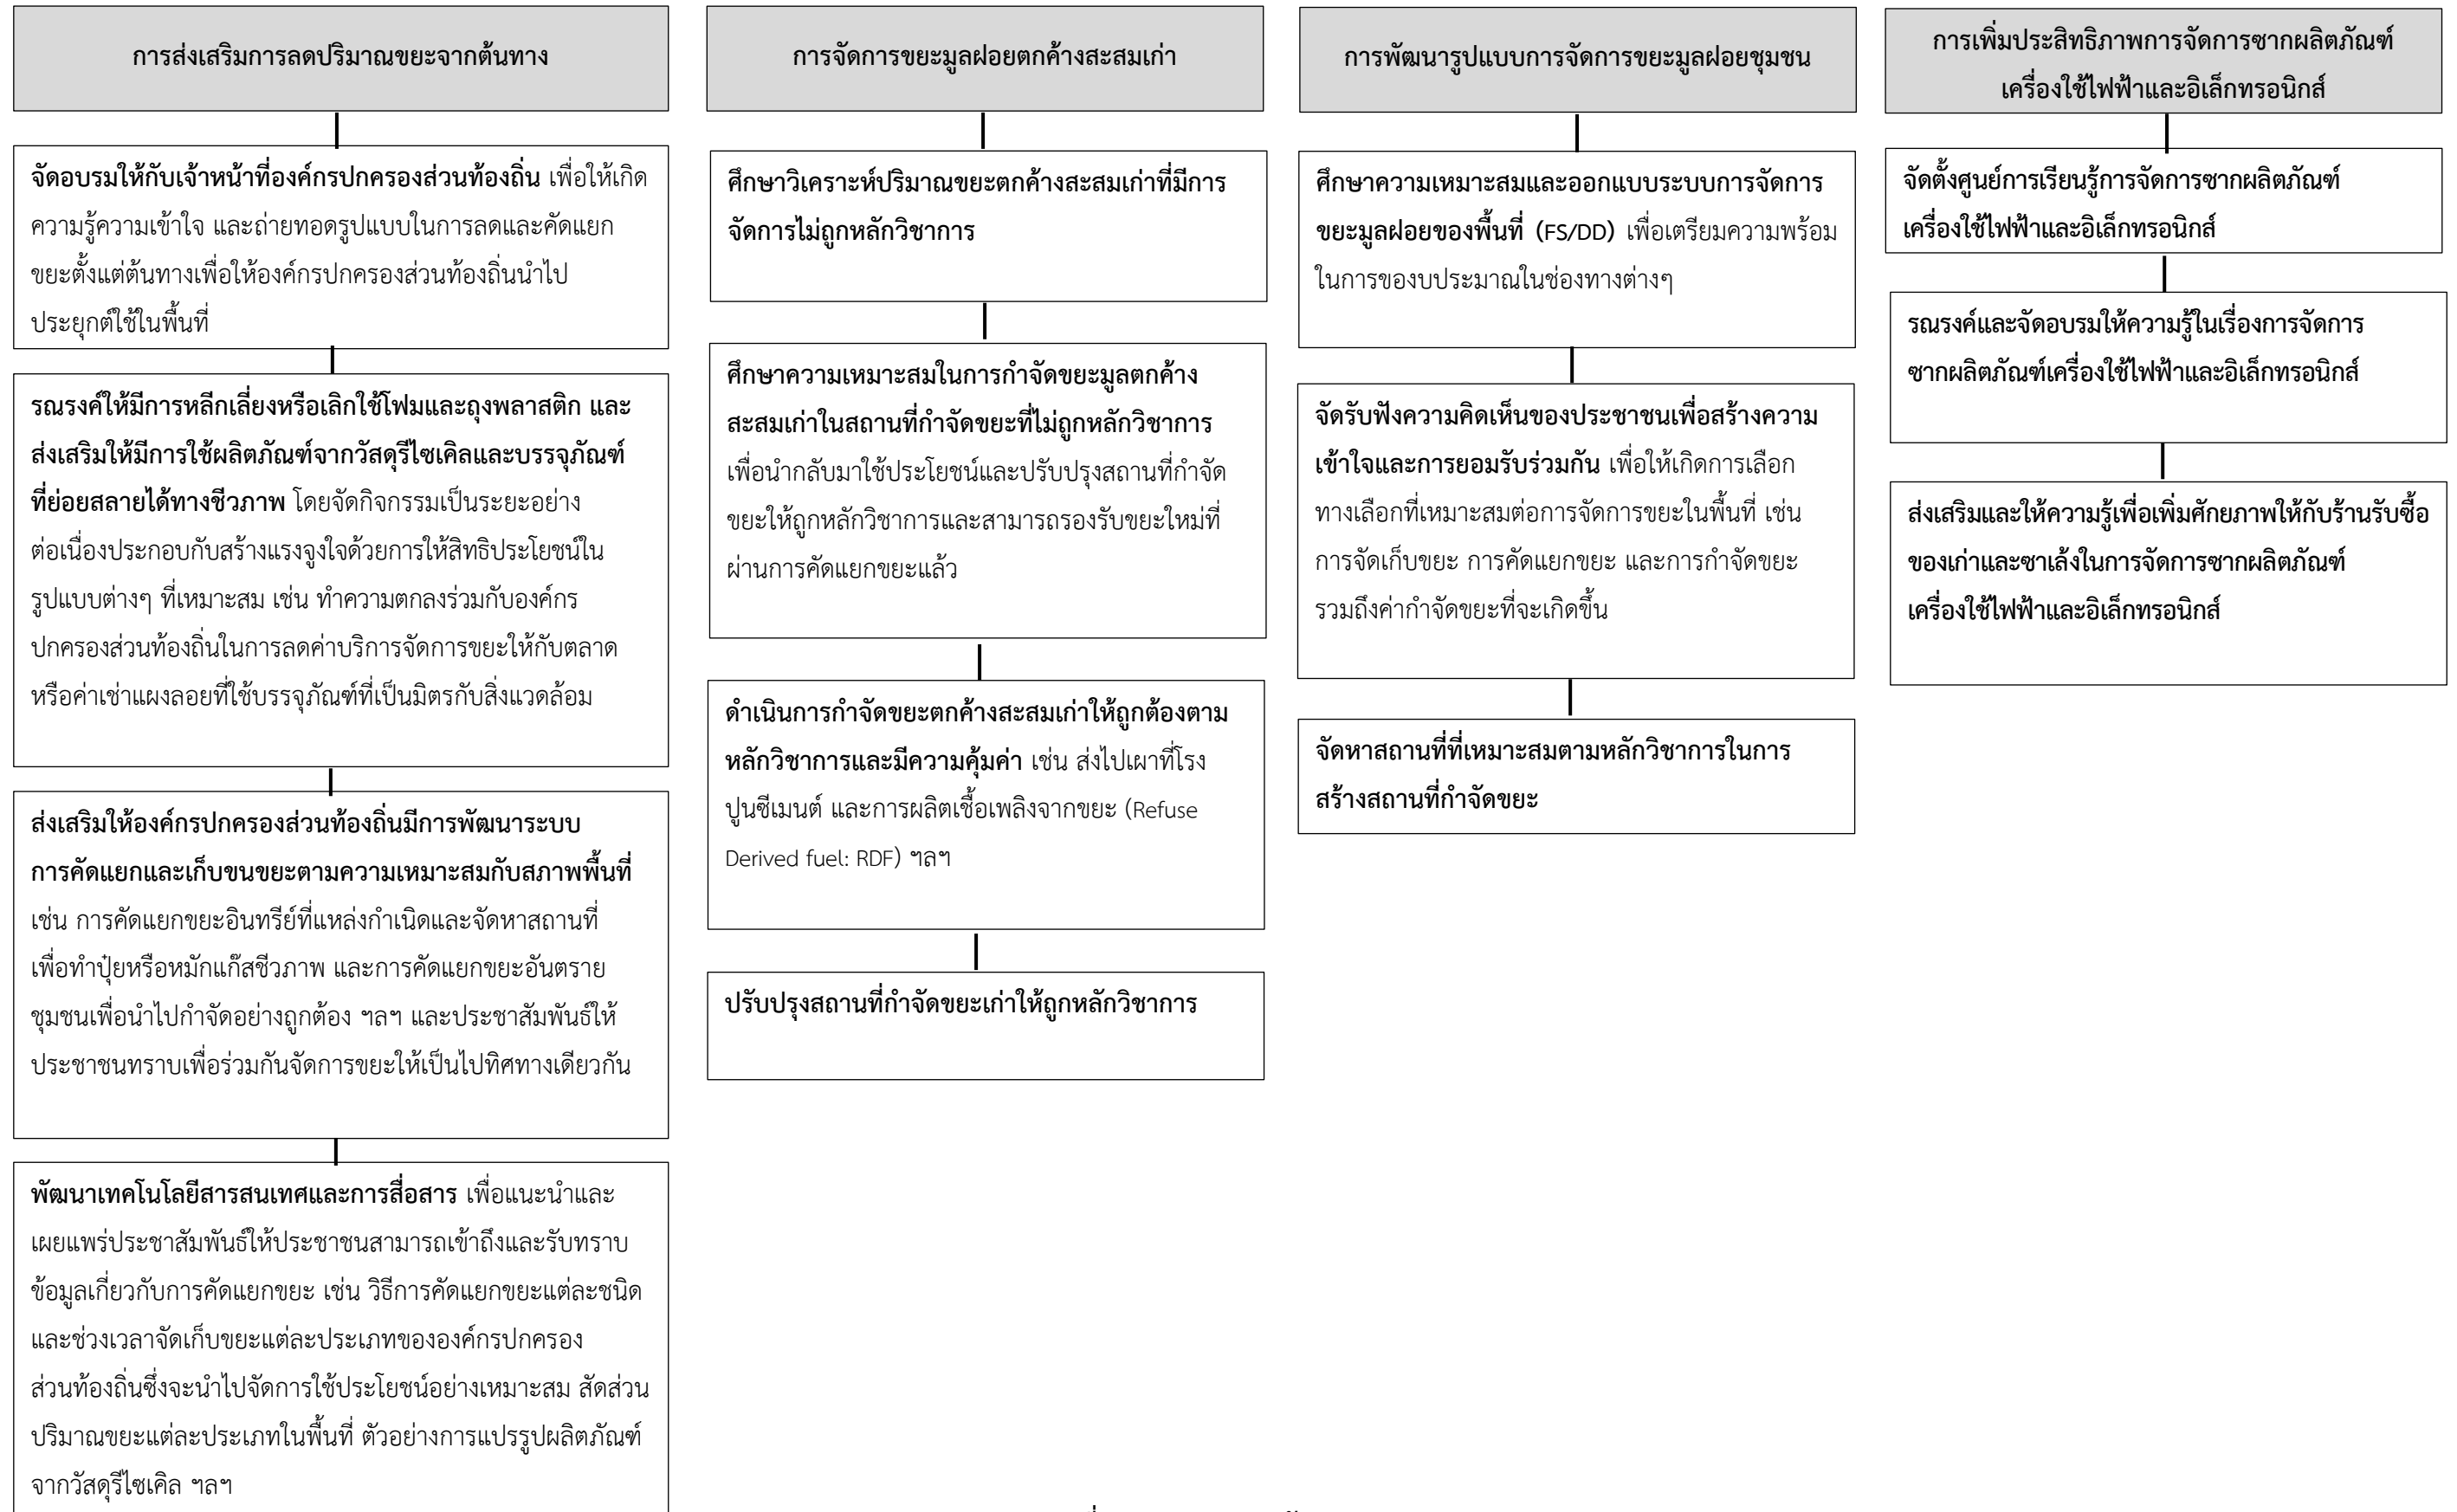 การส่งเสริมการลดปริมาณขยะจากต้นทาง
จัดอบรมให้กับเจ้าหน้าที่องค์กรปกครองส่วนท้องถิ่น เพื่อให้เกิด
ความรู้ความเข้าใจ และถ่ายทอดรูปแบบในการลดและคัดแยก
ขยะตั้งแต่ต้นทางเพื่อให้องค์กรปกครองส่วนท้องถิ่นนำไป
ประยุกต์ใช้ในพื้นที่
รณรงค์ให้มีการหลีกเลี่ยงหรือเลิกใช้โฟมและถุงพลาสติก และ
ส่งเสริมให้มีการใช้ผลิตภัณฑ์จากวัสดุรีไซเคิลและบรรจุภัณฑ์
ที่ย่อยสลายได้ทางชีวภาพ โดยจัดกิจกรรมเป็นระยะอย่าง
ต่อเนื่องประกอบกับสร้างแรงจูงใจด้วยการให้สิทธิประโยชน์ใน
รูปแบบต่างๆ ที่เหมาะสม เช่น ทำความตกลงร่วมกับองค์กร
ปกครองส่วนท้องถิ่นในการลดค่าบริการจัดการขยะให้กับตลาด
หรือค่าเช่าแผงลอยที่ใช้บรรจุภัณฑ์ที่เป็นมิตรกับสิ่งแวดล้อม
ส่งเสริมให้องค์กรปกครองส่วนท้องถิ่นมีการพัฒนาระบบ
การคัดแยกและเก็บขนขยะตามความเหมาะสมกับสภาพพื้นที่
เช่น การคัดแยกขยะอินทรีย์ที่แหล่งกำเนิดและจัดหาสถานที่
เพื่อทำปุ๋ยหรือหมักแก๊สชีวภาพ และการคัดแยกขยะอันตราย
ชุมชนเพื่อนำไปกำจัดอย่างถูกต้อง ฯลฯ และประชาสัมพันธ์ให้
ประชาชนทราบเพื่อร่วมกันจัดการขยะให้เป็นไปทิศทางเดียวกัน
พัฒนาเทคโนโลยีสารสนเทศและการสื่อสาร เพื่อแนะนำและ
เผยแพร่ประชาสัมพันธ์ให้ประชาชนสามารถเข้าถึงและรับทราบ
ข้อมูลเกี่ยวกับการคัดแยกขยะ เช่น วิธีการคัดแยกขยะแต่ละชนิด
และช่วงเวลาจัดเก็บขยะแต่ละประเภทขององค์กรปกครอง
ส่วนท้องถิ่นซึ่งจะนำไปจัดการใช้ประโยชน์อย่างเหมาะสม สัดส่วน
ปริมาณขยะแต่ละประเภทในพื้นที่ ตัวอย่างการแปรรูปผลิตภัณฑ์
จากวัสดุรีไซเคิล ฯลฯ
การจัดการขยะมูลฝอยตกค้างสะสมเก่า
ศึกษาวิเคราะห์ปริมาณขยะตกค้างสะสมเก่าที่มีการ
จัดการไม่ถูกหลักวิชาการ
ศึกษาความเหมาะสมในการกำจัดขยะมูลตกค้าง
สะสมเก่าในสถานที่กำจัดขยะที่ไม่ถูกหลักวิชาการ
เพื่อนำกลับมาใช้ประโยชน์และปรับปรุงสถานที่กำจัด
ขยะให้ถูกหลักวิชาการและสามารถรองรับขยะใหม่ที่
ผ่านการคัดแยกขยะแล้ว
ดำเนินการกำจัดขยะตกค้างสะสมเก่าให้ถูกต้องตาม
หลักวิชาการและมีความคุ้มค่า เช่น ส่งไปเผาที่โรง
ปูนซีเมนต์ และการผลิตเชื้อเพลิงจากขยะ (Refuse
Derived fuel: RDF) ฯลฯ
ปรับปรุงสถานที่กำจัดขยะเก่าให้ถูกหลักวิชาการ
การพัฒนารูปแบบการจัดการขยะมูลฝอยชุมชน
ศึกษาความเหมาะสมและออกแบบระบบการจัดการ
ขยะมูลฝอยของพื้นที่ (FS/DD) เพื่อเตรียมความพร้อม
ในการของบประมาณในช่องทางต่างๆ
จัดรับฟังความคิดเห็นของประชาชนเพื่อสร้างความ
เข้าใจและการยอมรับร่วมกัน เพื่อให้เกิดการเลือก
ทางเลือกที่เหมาะสมต่อการจัดการขยะในพื้นที่ เช่น
การจัดเก็บขยะ การคัดแยกขยะ และการกำจัดขยะ
รวมถึงค่ากำจัดขยะที่จะเกิดขึ้น
จัดหาสถานที่ที่เหมาะสมตามหลักวิชาการในการ
สร้างสถานที่กำจัดขยะ
การเพิ่มประสิทธิภาพการจัดการซากผลิตภัณฑ์
เครื่องใช้ไฟฟ้าและอิเล็กทรอนิกส์
จัดตั้งศูนย์การเรียนรู้การจัดการซากผลิตภัณฑ์
เครื่องใช้ไฟฟ้าและอิเล็กทรอนิกส์
รณรงค์และจัดอบรมให้ความรู้ในเรื่องการจัดการ
ซากผลิตภัณฑ์เครื่องใช้ไฟฟ้าและอิเล็กทรอนิกส์
ส่งเสริมและให้ความรู้เพื่อเพิ่มศักยภาพให้กับร้านรับซื้อ
ของเก่าและซาเล้งในการจัดการซากผลิตภัณฑ์
เครื่องใช้ไฟฟ้าและอิเล็กทรอนิกส์